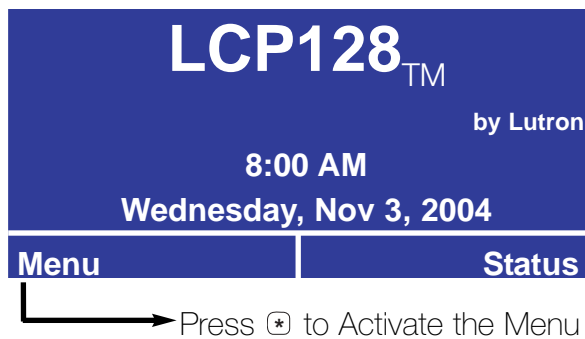 LCP128TM
by Lutron
8:00 AM
Wednesday, Nov 3, 2004
Menu Status
Press * to Activate the Menu